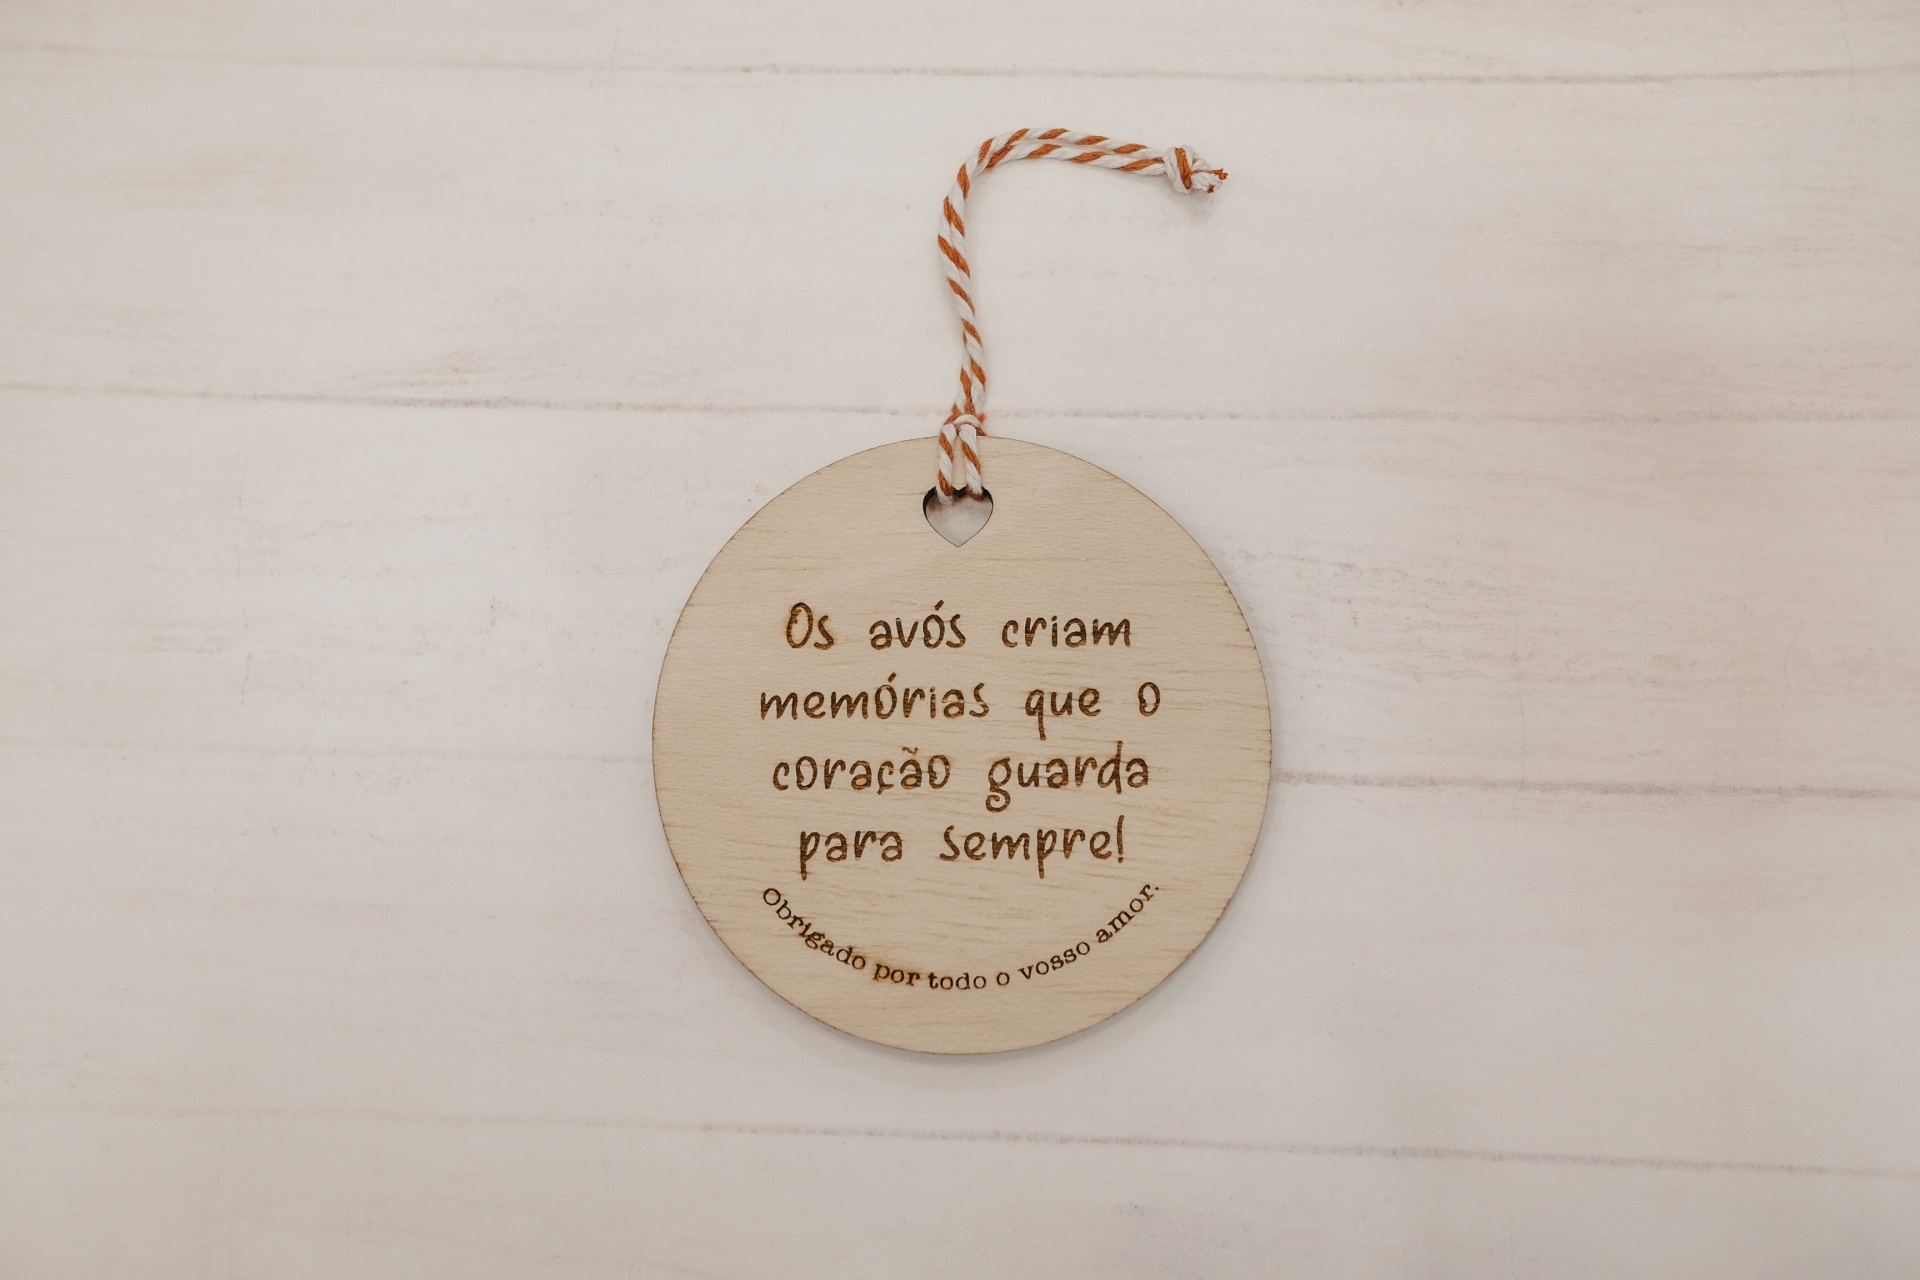 Os avós criam
memórias que o
coração guarda
para sempre!
Obrigado por todo o vosso amor.